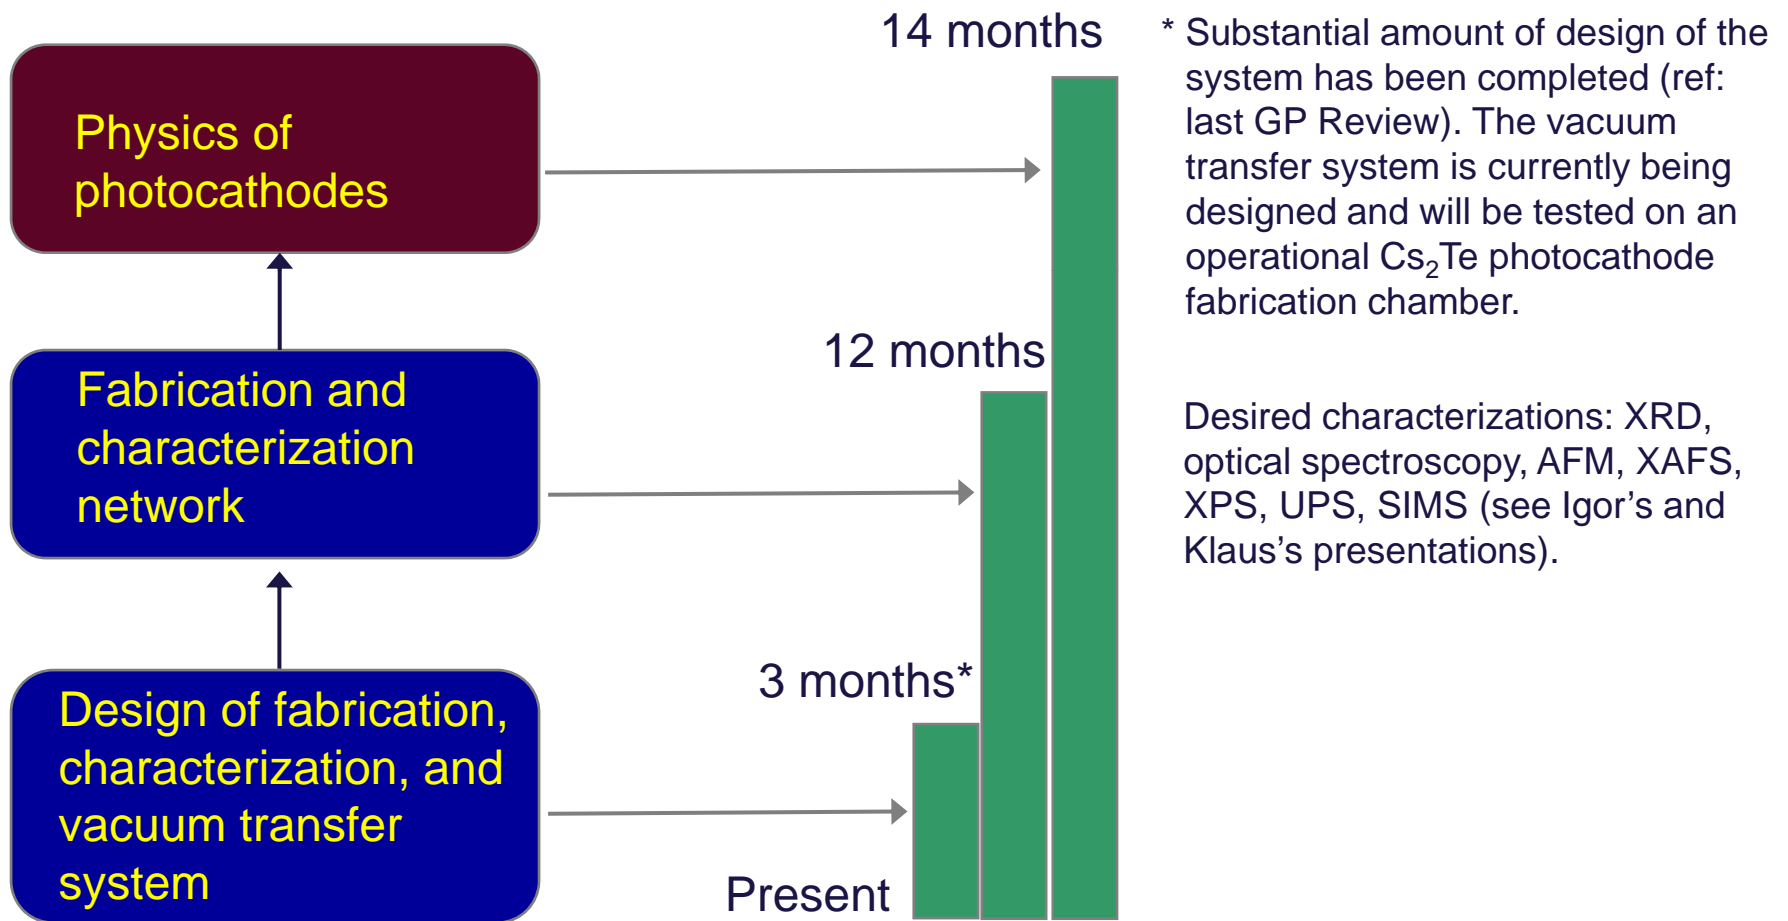 14 months
Physics of
photocathodes
12 months
Fabrication and
characterization
network
3 months*
Design of fabrication,
characterization, and
vacuum transfer
system
Present
* Substantial amount of design of the
system has been completed (ref:
last GP Review). The vacuum
transfer system is currently being
designed and will be tested on an
operational Cs₂Te photocathode
fabrication chamber.
Desired characterizations: XRD,
optical spectroscopy, AFM, XAFS,
XPS, UPS, SIMS (see Igor’s and
Klaus’s presentations).